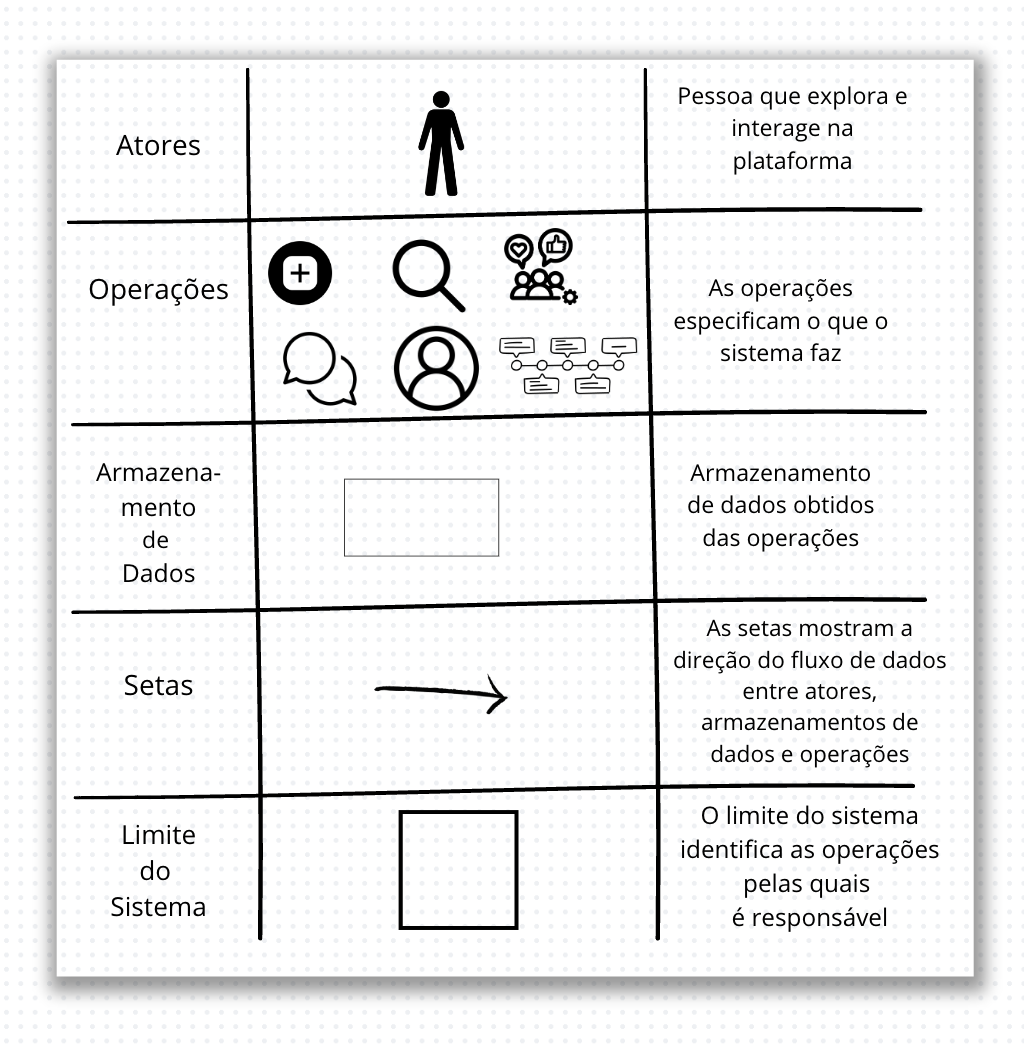 Atores
Pessoa que explora e
interage na
plataforma
Operações
As operações
especificam o que o
sistema faz
Armazena-
mento
de
Dados
Armazenamento
de dados obtidos
das operações
Setas
As setas mostram a
direção do fluxo de dados
entre atores,
armazenamentos de
dados e operações
Limite
do
Sistema
O limite do sistema
identifica as operações
pelas quais
é responsável